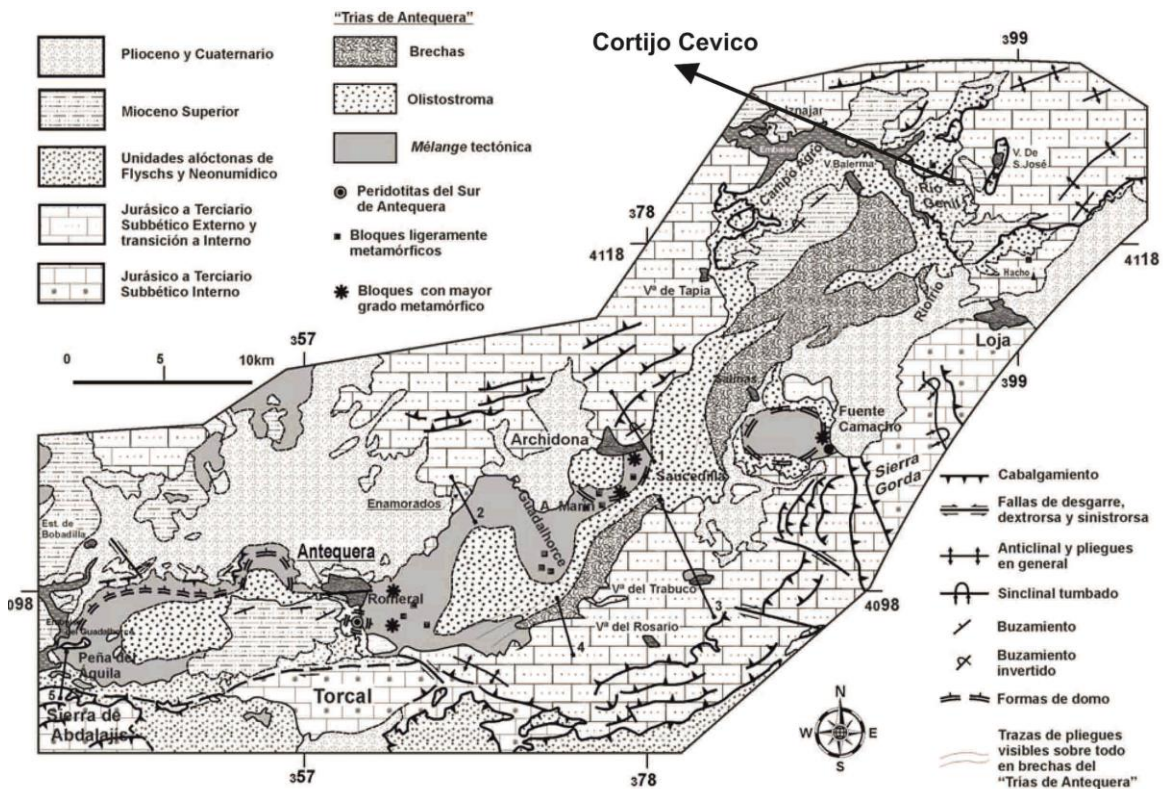 Plioceno y Cuaternario
Mioceno Superior
Unidades alóctonas de
Flyschs y Neonumídico
Jurásico a Terciario
Subbético Externo y
transición a Interno
Jurásico a Terciario
Subbético Interno
"Trias de Antequera"
Brechas
Olistostroma
Mélange tectónica
Peridotitas del Sur
de Antequera
Bloques ligeramente
metamórficos
Bloques con mayor
grado metamórfico
0 5 10km
Cortijo Cevico
399
Iznajar
Embalse
V.Balerma
Campo Agro
Río
Genil
V. De
S.José
378
4118
4118
Hacho
Vª de Tapia
Riofrío
Loja
399
357
Salinas
Fuente
Camacho
Archidona
Saucedilla
Sierra
Gorda
Enamorados
A. Marín
R. Guadalhorce
2
Est. de
Bobadilla
Antequera
Romeral
Vª del Trabuco
3
Vª del Rosario
4
098
4098
del Guadalhorce
Peña del
Águila
5
Torcal
Sierra de
Abdalajís
357
378
N
W E
S
Cabalgamiento
Fallas de desgarre,
dextrorsa y sinistrorsa
Anticlinal y pliegues
en general
Sinclinal tumbado
Buzamiento
Buzamiento
invertido
Formas de domo
Trazas de pliegues
visibles sobre todo
en brechas del
"Trias de Antequera"